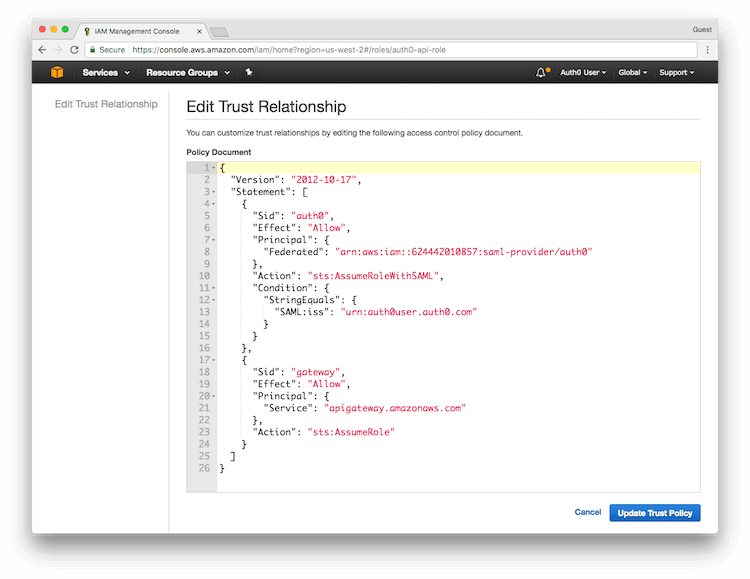 IAM Management Console
Guest
Secure https://console.aws.amazon.com/iam/home?region=us-west-2#/roles/auth0-api-role
Services Resource Groups Auth0 User Global Support
Edit Trust Relationship
Edit Trust Relationship
You can customize trust relationships by editing the following access control policy document.
Policy Document
1 {
2 "Version": "2012-10-17",
3 "Statement": [
4 {
5 "Sid": "auth0",
6 "Effect": "Allow",
7 "Principal": {
8 "Federated": "arn:aws:iam::624442010857:saml-provider/auth0"
9 },
10 "Action": "sts:AssumeRoleWithSAML",
11 "Condition": {
12 "StringEquals": {
13 "SAML:iss": "urn:auth0user.auth0.com"
14 }
15 }
16 },
17 {
18 "Sid": "gateway",
19 "Effect": "Allow",
20 "Principal": {
21 "Service": "apigateway.amazonaws.com"
22 },
23 "Action": "sts:AssumeRole"
24 }
25 ]
26 }
Cancel Update Trust Policy